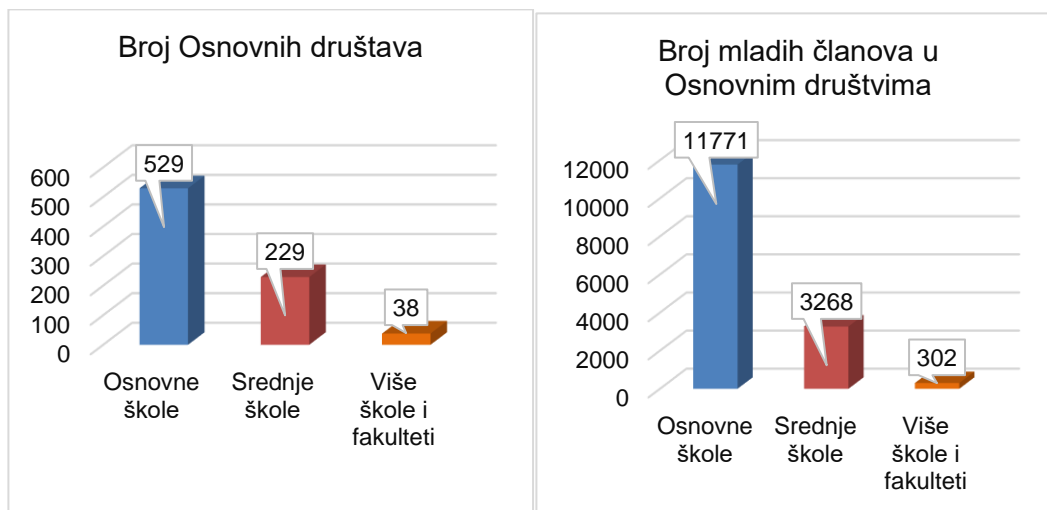 Broj Osnovnih društava
600
500
400
300
200
100
0
529
229
38
Osnovne
škole
Srednje
škole
Više
škole i
fakulteti
Broj mladih članova u
Osnovnim društvima
12000
10000
8000
6000
4000
2000
0
11771
3268
302
Osnovne
škole
Srednje
škole
Više
škole i
fakulteti